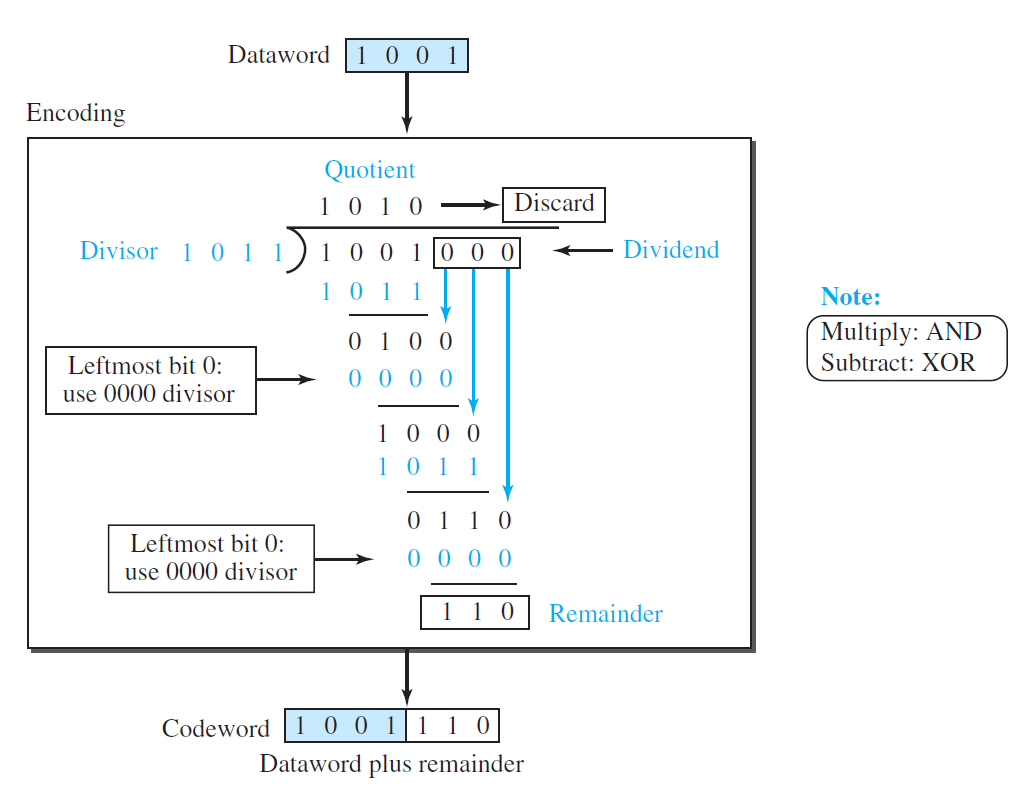 Dataword 1 0 0 1
Encoding
Quotient
1 0 1 0 Discard
Divisor 1 0 1 1 1 0 0 1 0 0 0 Dividend
1 0 1 1
0 1 0 0
Leftmost bit 0:
use 0000 divisor
0 0 0 0
1 0 0 0
1 0 1 1
0 1 1 0
Leftmost bit 0:
use 0000 divisor
0 0 0 0
1 1 0 Remainder
Note:
Multiply: AND
Subtract: XOR
Codeword 1 0 0 1 1 1 0
Dataword plus remainder